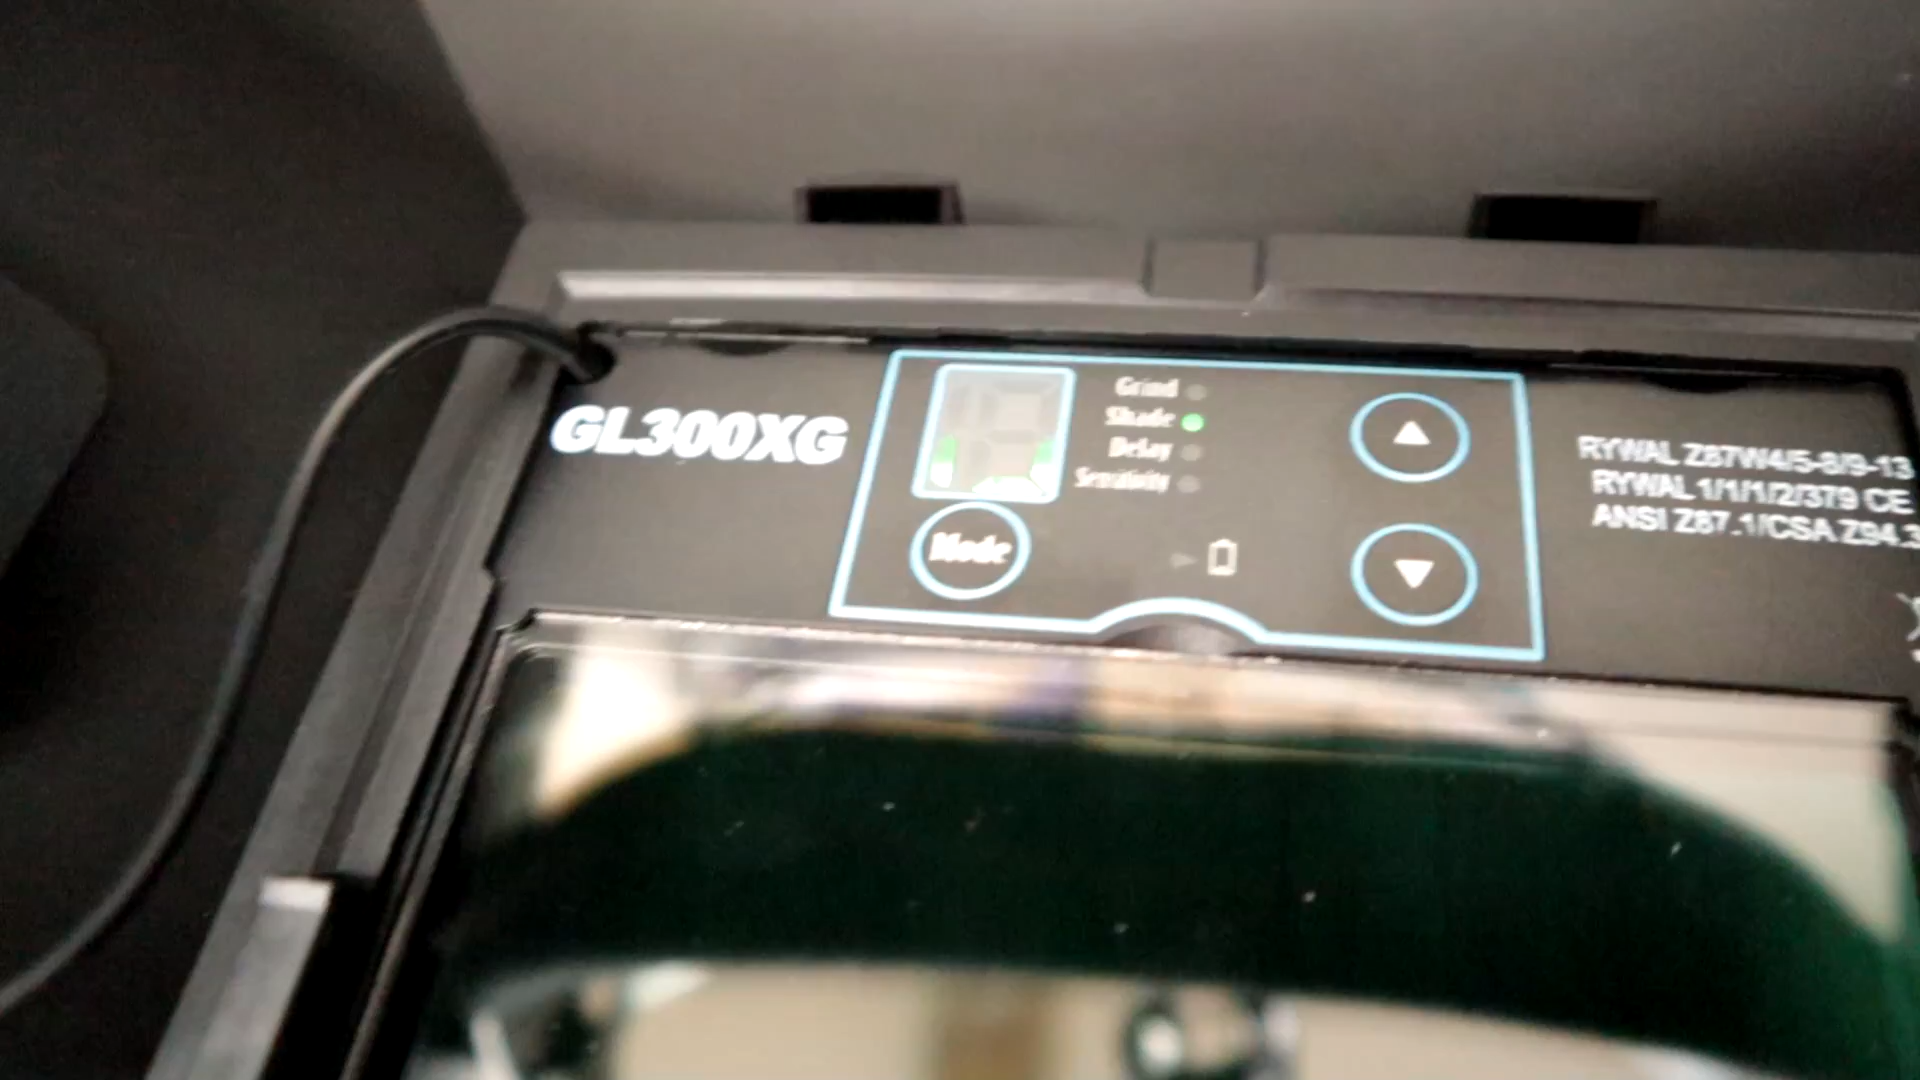 GL300XG
Grind
Shade
Delay
Sensitivity
Mode
RYWAL Z87W4/5-8/9-13
RYWAL 1/1/1/2/379 CE
ANSI Z87.1/CSA Z94.3